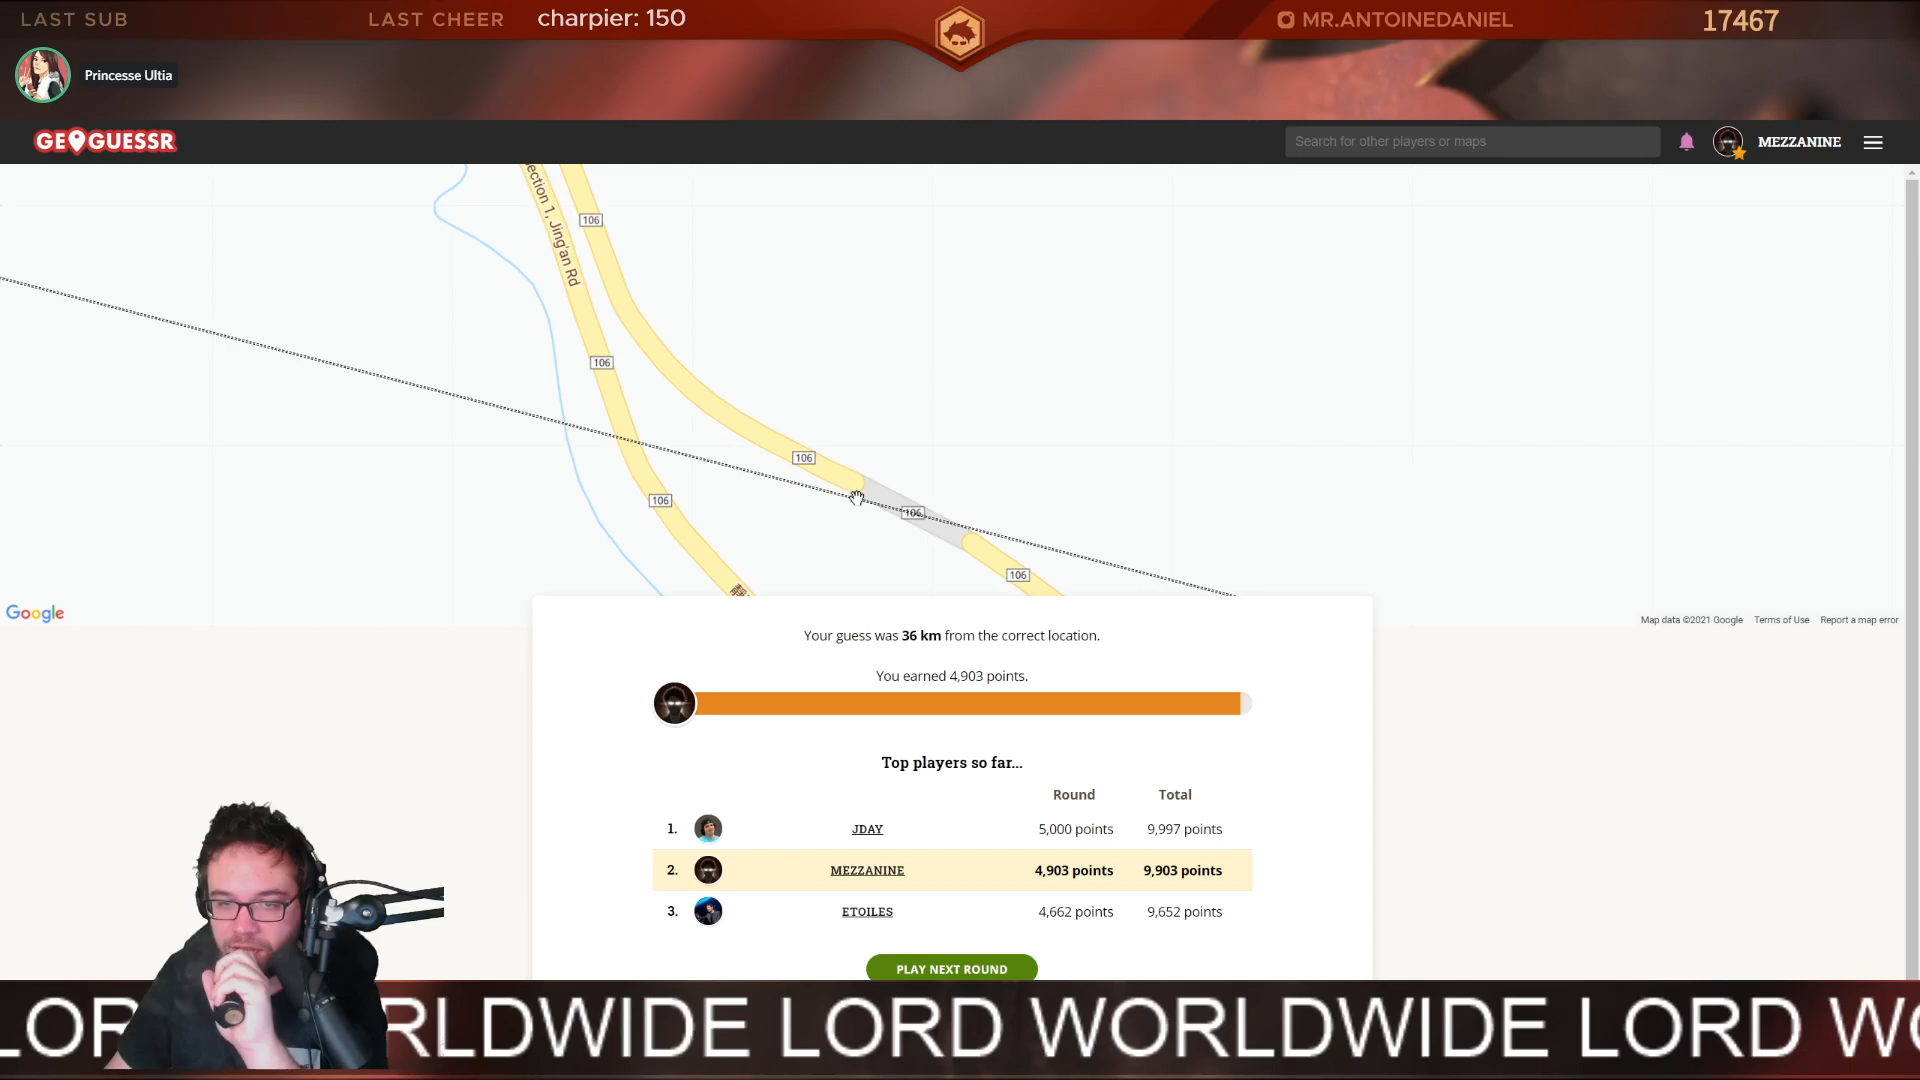 LAST SUB
LAST CHEER
charpier: 150
MR.ANTOINEDANIEL
17467
Princesse Ultia
GEOGUESSR
Search for other players or maps
MEZZANINE
ection 1, Jing'an Rd
106
106
106
106
106
106
Google
Map data ©2021 Google
Terms of Use
Report a map error
Your guess was 36 km from the correct location.
You earned 4,903 points.
Top players so far...
Round Total
1. JDAY 5,000 points 9,997 points
2. MEZZANINE 4,903 points 9,903 points
3. ETOILES 4,662 points 9,652 points
PLAY NEXT ROUND
LOR RLDWIDE LORD WORLDWIDE LORD WO